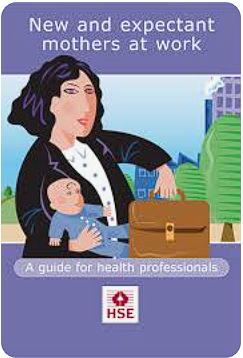 New and expectant
mothers at work
A guide for health professionals
HSE